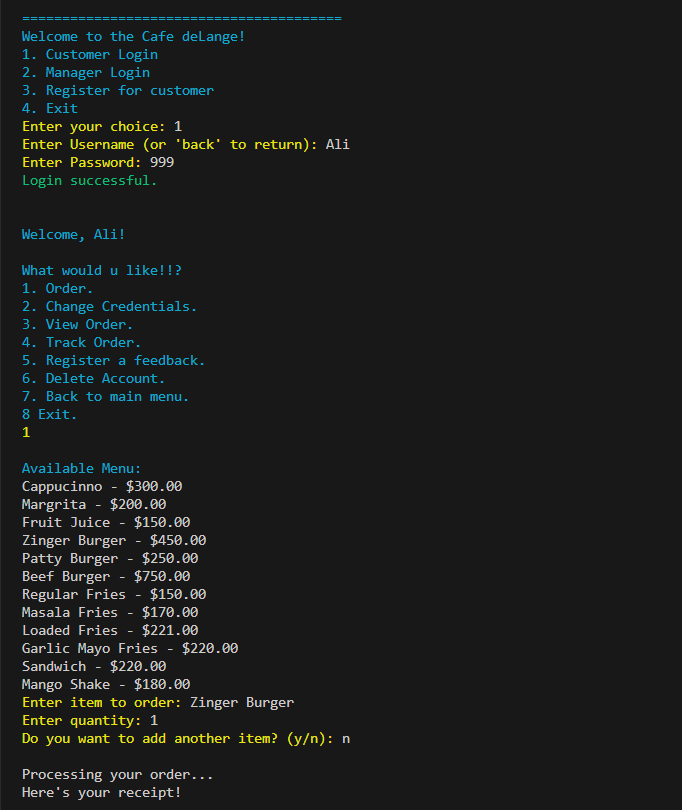 ========================================
Welcome to the Cafe deLange!
1. Customer Login
2. Manager Login
3. Register for customer
4. Exit
Enter your choice: 1
Enter Username (or 'back' to return): Ali
Enter Password: 999
Login successful.
Welcome, Ali!
What would u like!!?
1. Order.
2. Change Credentials.
3. View Order.
4. Track Order.
5. Register a feedback.
6. Delete Account.
7. Back to main menu.
8 Exit.
1
Available Menu:
Cappucinno - $300.00
Margrita - $200.00
Fruit Juice - $150.00
Zinger Burger - $450.00
Patty Burger - $250.00
Beef Burger - $750.00
Regular Fries - $150.00
Masala Fries - $170.00
Loaded Fries - $221.00
Garlic Mayo Fries - $220.00
Sandwich - $220.00
Mango Shake - $180.00
Enter item to order: Zinger Burger
Enter quantity: 1
Do you want to add another item? (y/n): n
Processing your order...
Here's your receipt!